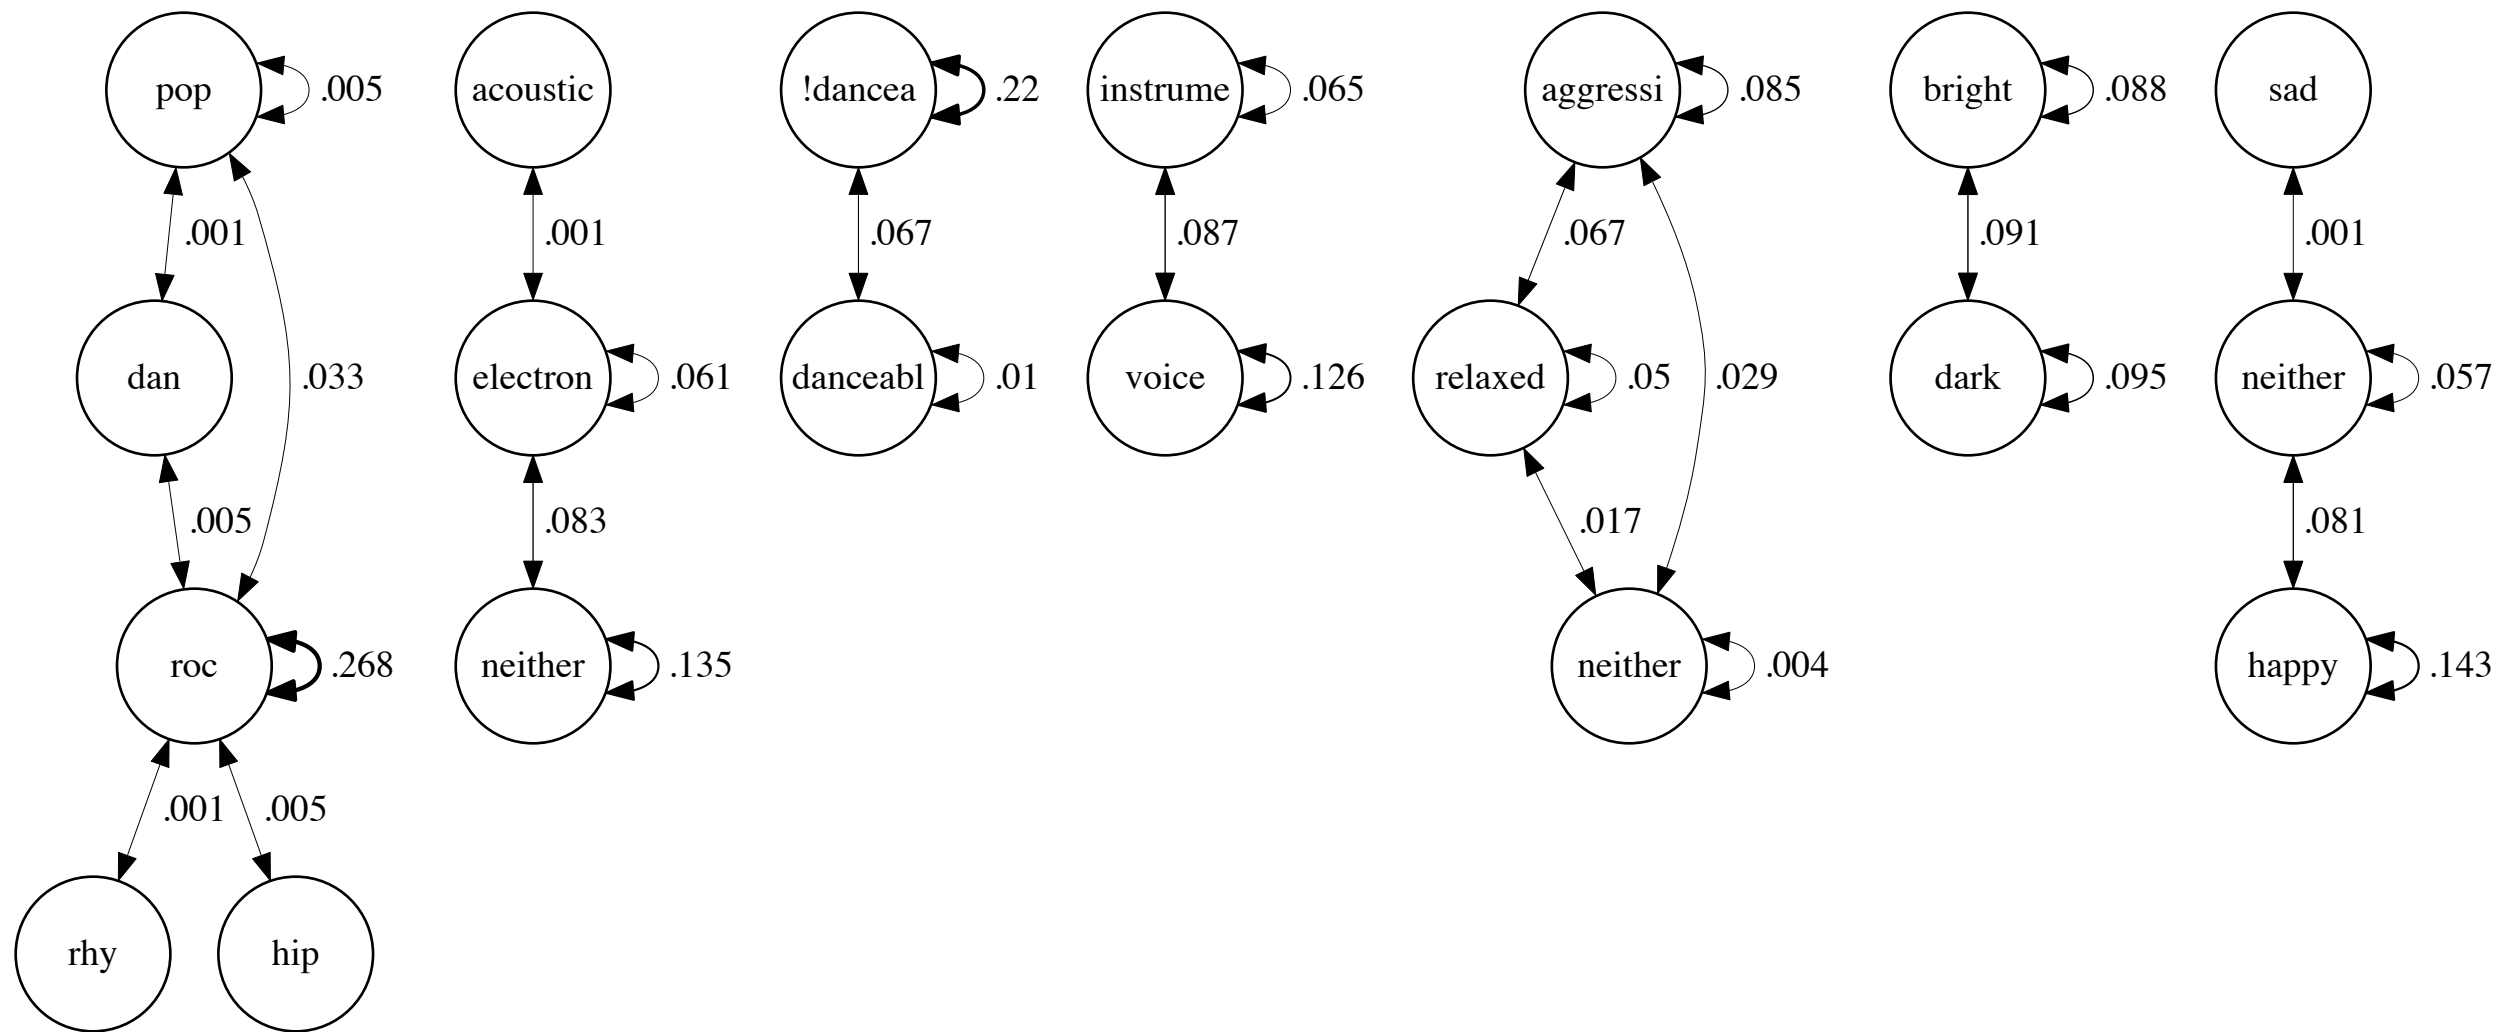 pop .005
acoustic
!dancea .22
instrume .065
aggressi .085
bright .088
sad
.001
.001
.067
.087
.067
.091
.001
dan
.033
electron .061
danceabl .01
voice .126
relaxed .05
.029
dark .095
neither .057
.005
.083
.017
.081
roc .268
neither .135
neither .004
happy .143
.001
.005
rhy
hip